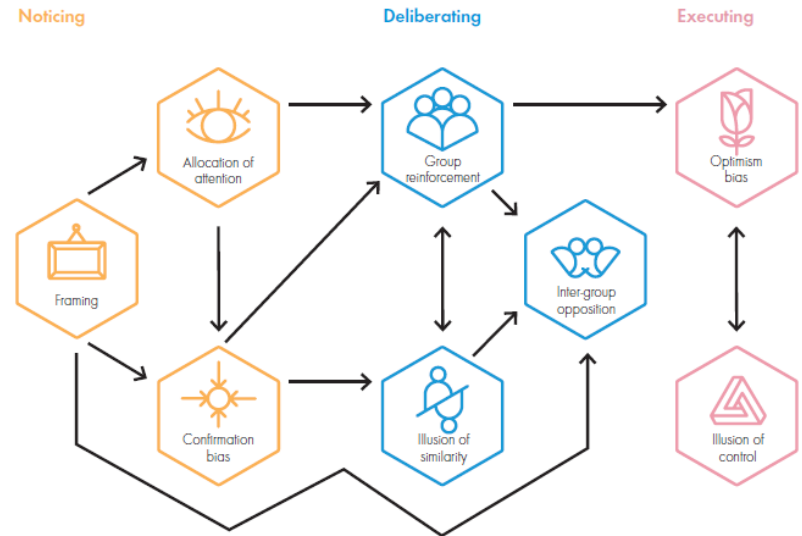 Noticing
Deliberating
Executing
Allocation of
attention
Group
reinforcement
Optimism
bias
Framing
Inter-group
opposition
Confirmation
bias
Illusion of
similarity
Illusion of
control